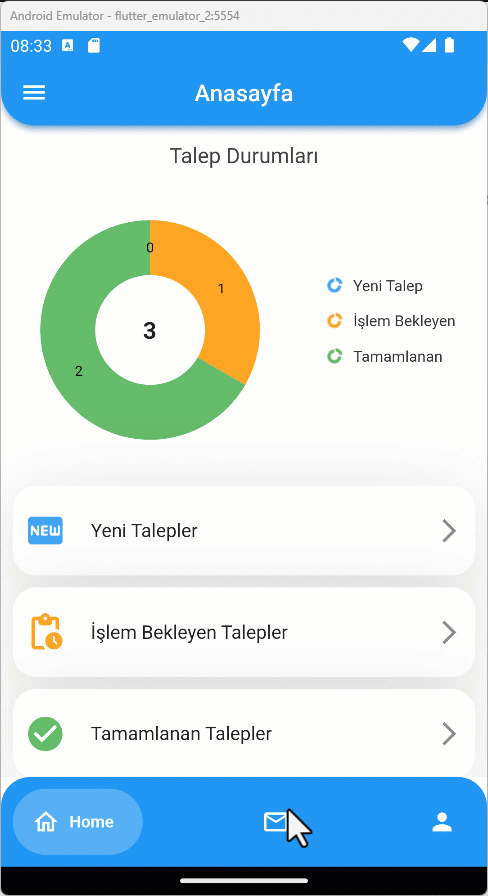 Android Emulator - flutter_emulator_2:5554
08:33 A
Anasayfa
Talep Durumları
0
1
3
2
Yeni Talep
İşlem Bekleyen
Tamamlanan
NEW Yeni Talepler
İşlem Bekleyen Talepler
Tamamlanan Talepler
Home